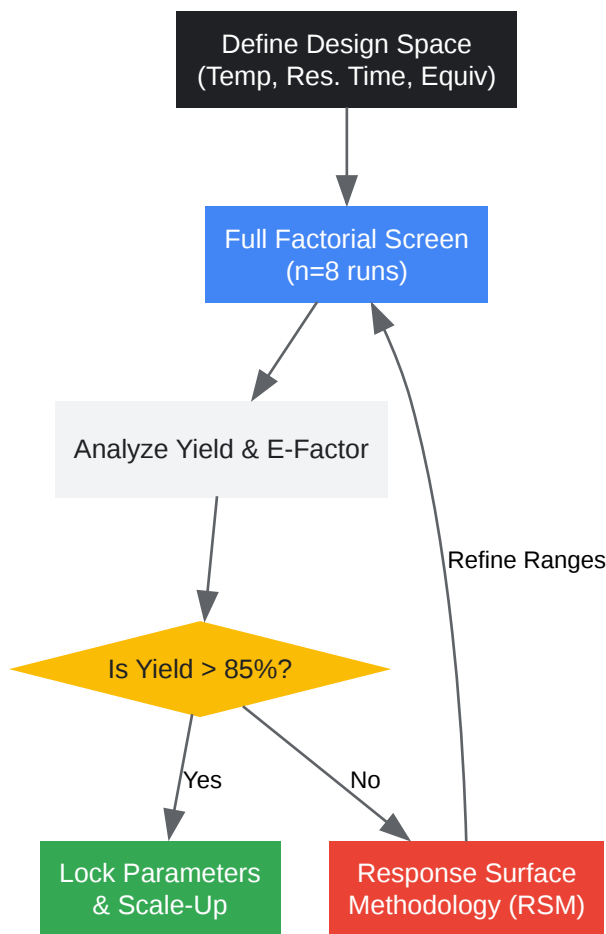 Define Design Space
(Temp, Res. Time, Equiv)
Full Factorial Screen
(n=8 runs)
Analyze Yield & E-Factor
Refine Ranges
Is Yield > 85%?
Yes
No
Lock Parameters
& Scale-Up
Response Surface
Methodology (RSM)